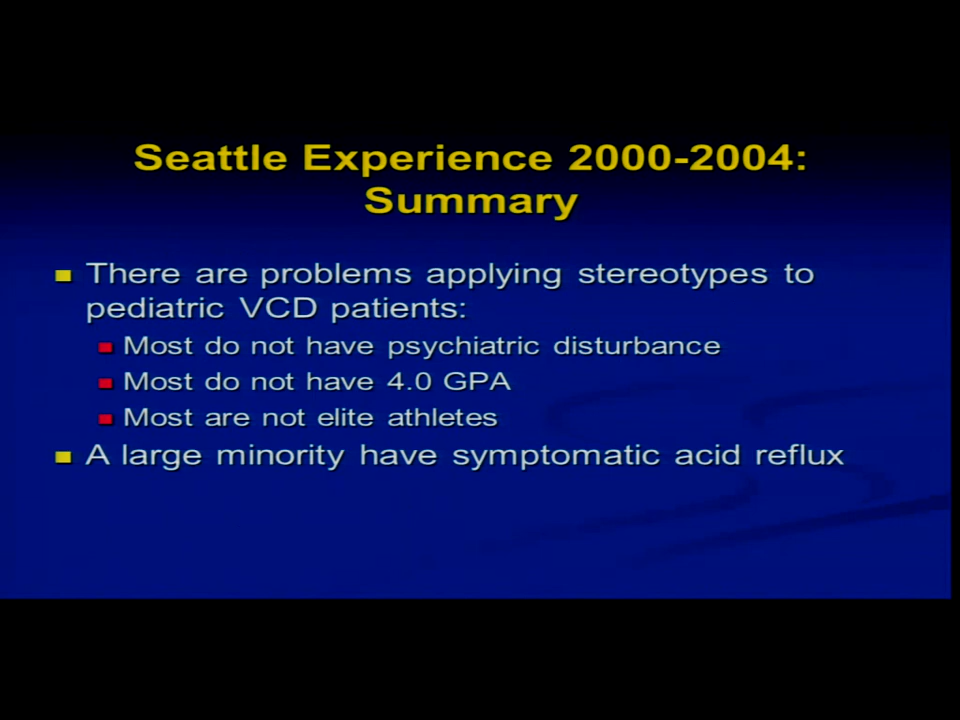 Seattle Experience 2000-2004:
Summary
There are problems applying stereotypes to
pediatric VCD patients:
Most do not have psychiatric disturbance
Most do not have 4.0 GPA
Most are not elite athletes
A large minority have symptomatic acid reflux